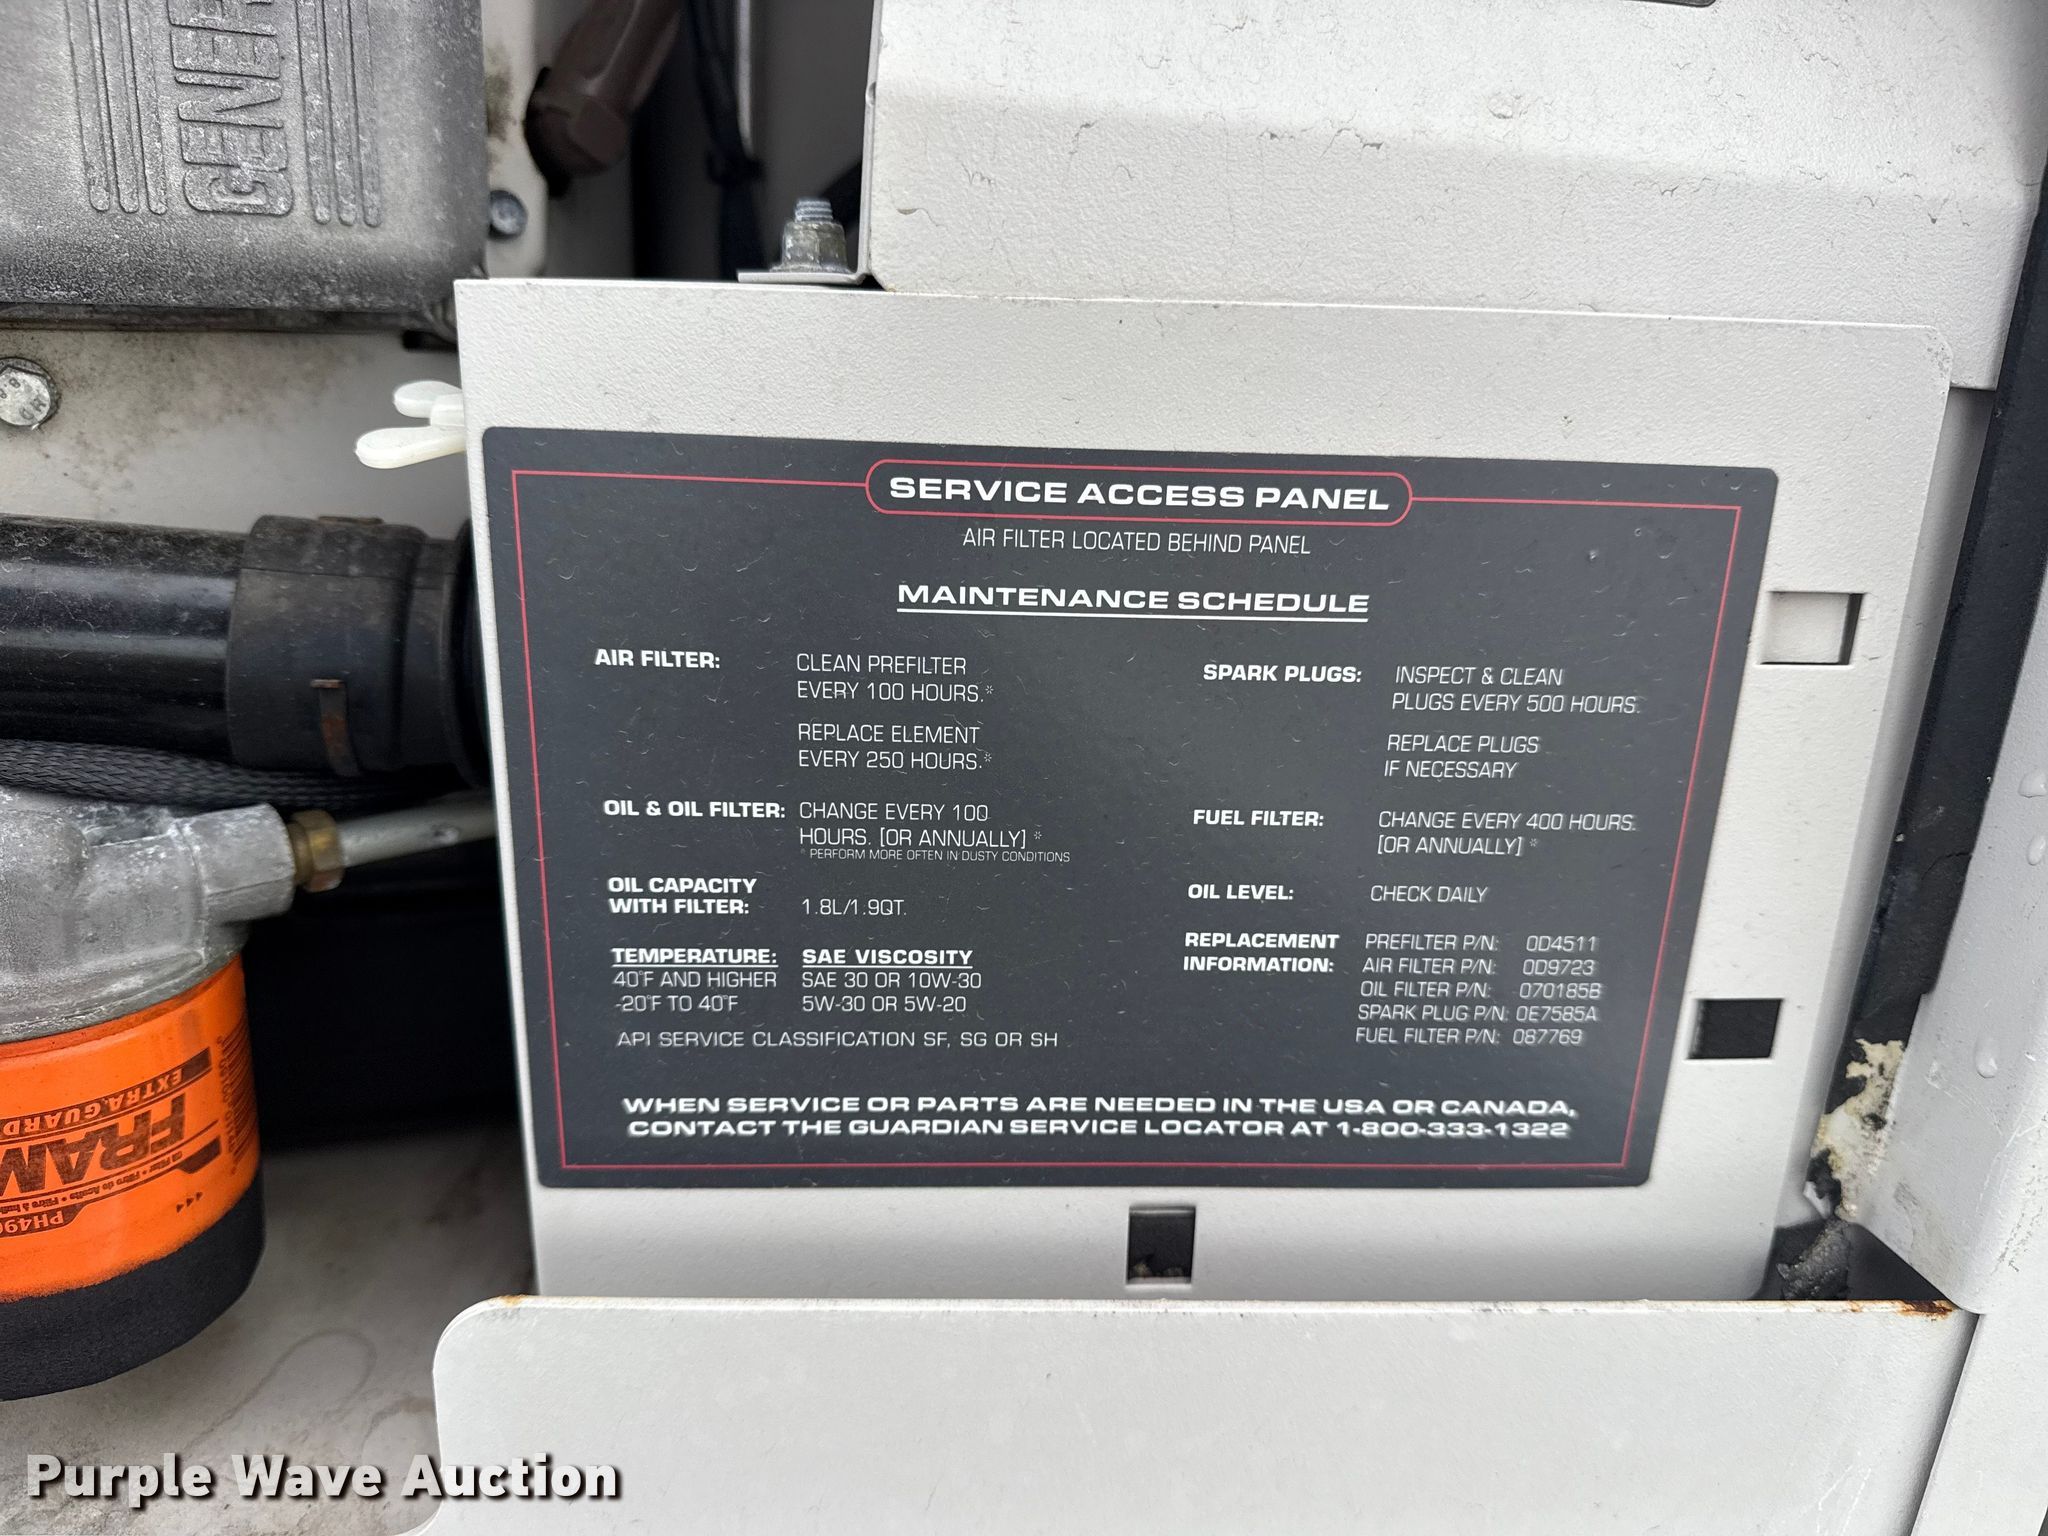 GENER
SERVICE ACCESS PANEL
AIR FILTER LOCATED BEHIND PANEL
MAINTENANCE SCHEDULE
AIR FILTER: CLEAN PREFILTER
EVERY 100 HOURS.*
REPLACE ELEMENT
EVERY 250 HOURS.*
OIL & OIL FILTER: CHANGE EVERY 100
HOURS. [OR ANNUALLY] *
* PERFORM MORE OFTEN IN DUSTY CONDITIONS
OIL CAPACITY
WITH FILTER: 1.8L/1.9QT.
TEMPERATURE: SAE VISCOSITY
40°F AND HIGHER SAE 30 OR 10W-30
-20°F TO 40°F 5W-30 OR 5W-20
API SERVICE CLASSIFICATION SF, SG OR SH
SPARK PLUGS: INSPECT & CLEAN
PLUGS EVERY 500 HOURS.
REPLACE PLUGS
IF NECESSARY
FUEL FILTER: CHANGE EVERY 400 HOURS.
[OR ANNUALLY] *
OIL LEVEL: CHECK DAILY
REPLACEMENT PREFILTER P/N: 0D4511
INFORMATION: AIR FILTER P/N: 0D9723
OIL FILTER P/N: 070185B
SPARK PLUG P/N: 0E7585A
FUEL FILTER P/N: 087769
WHEN SERVICE OR PARTS ARE NEEDED IN THE USA OR CANADA,
CONTACT THE GUARDIAN SERVICE LOCATOR AT 1-800-333-1322
EXTRA GUARD
FRAM
Purple Wave Auction